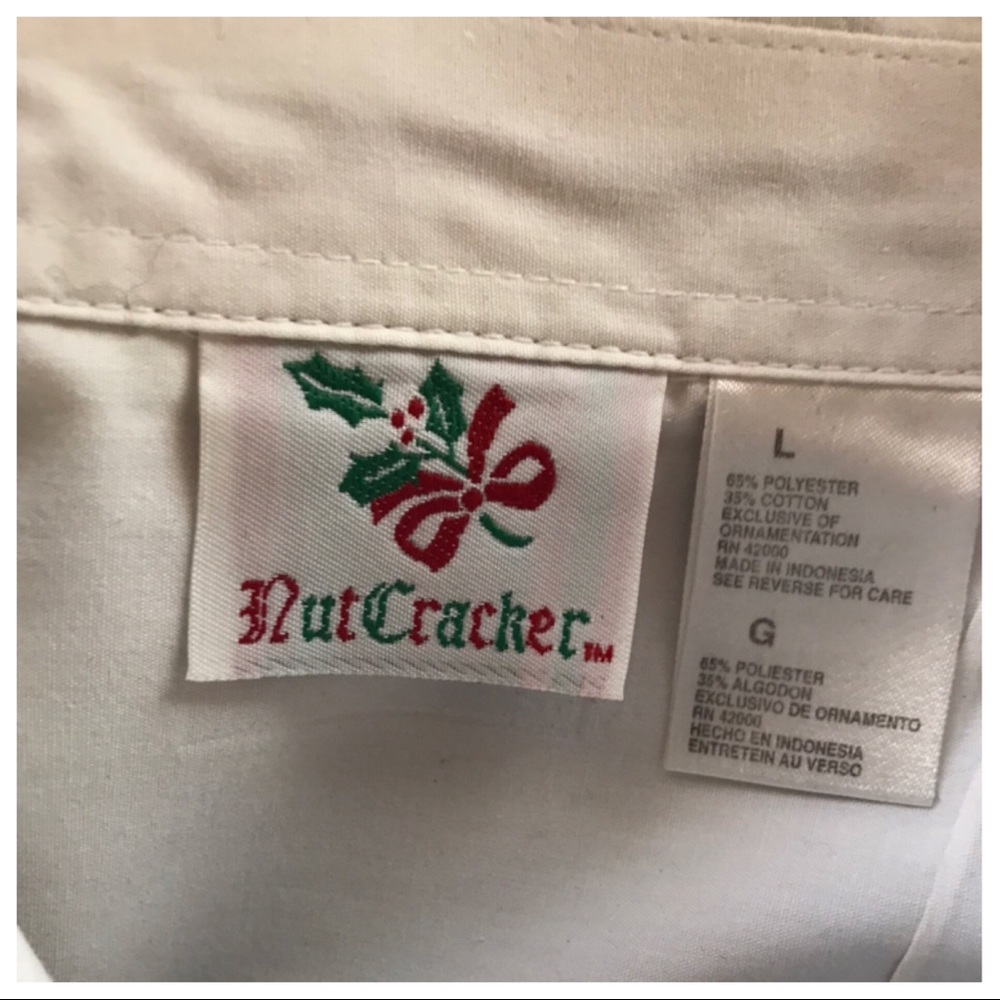 NutCracker™
L
65% POLYESTER
35% COTTON
EXCLUSIVE OF
ORNAMENTATION
RN 42000
MADE IN INDONESIA
SEE REVERSE FOR CARE
G
65% POLIESTER
35% ALGODON
EXCLUSIVO DE ORNAMENTO
RN 42000
HECHO EN INDONESIA
ENTRETEIN AU VERSO